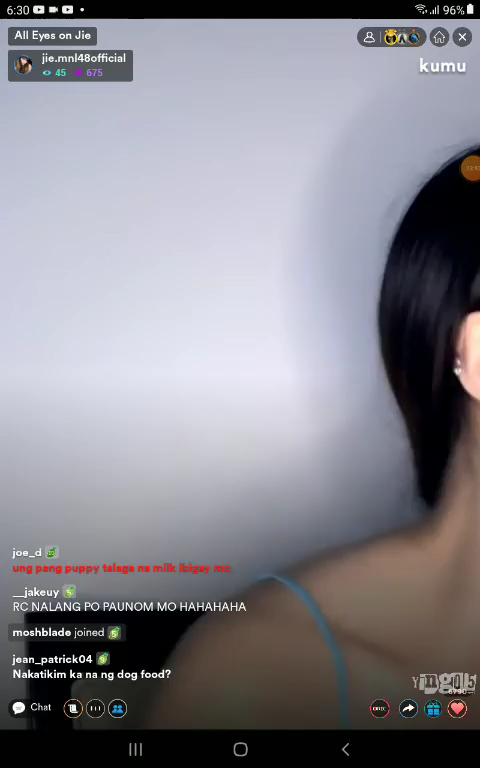 6:30
96%
All Eyes on Jie
jie.mnl48official
45 675
kumu
joe_d
ung pang puppy talaga na milk ibigay mo
__jakeuy
RC NALANG PO PAUNOM MO HAHAHAHA
moshblade joined
jean_patrick04
Nakatikim ka na ng dog food?
Chat